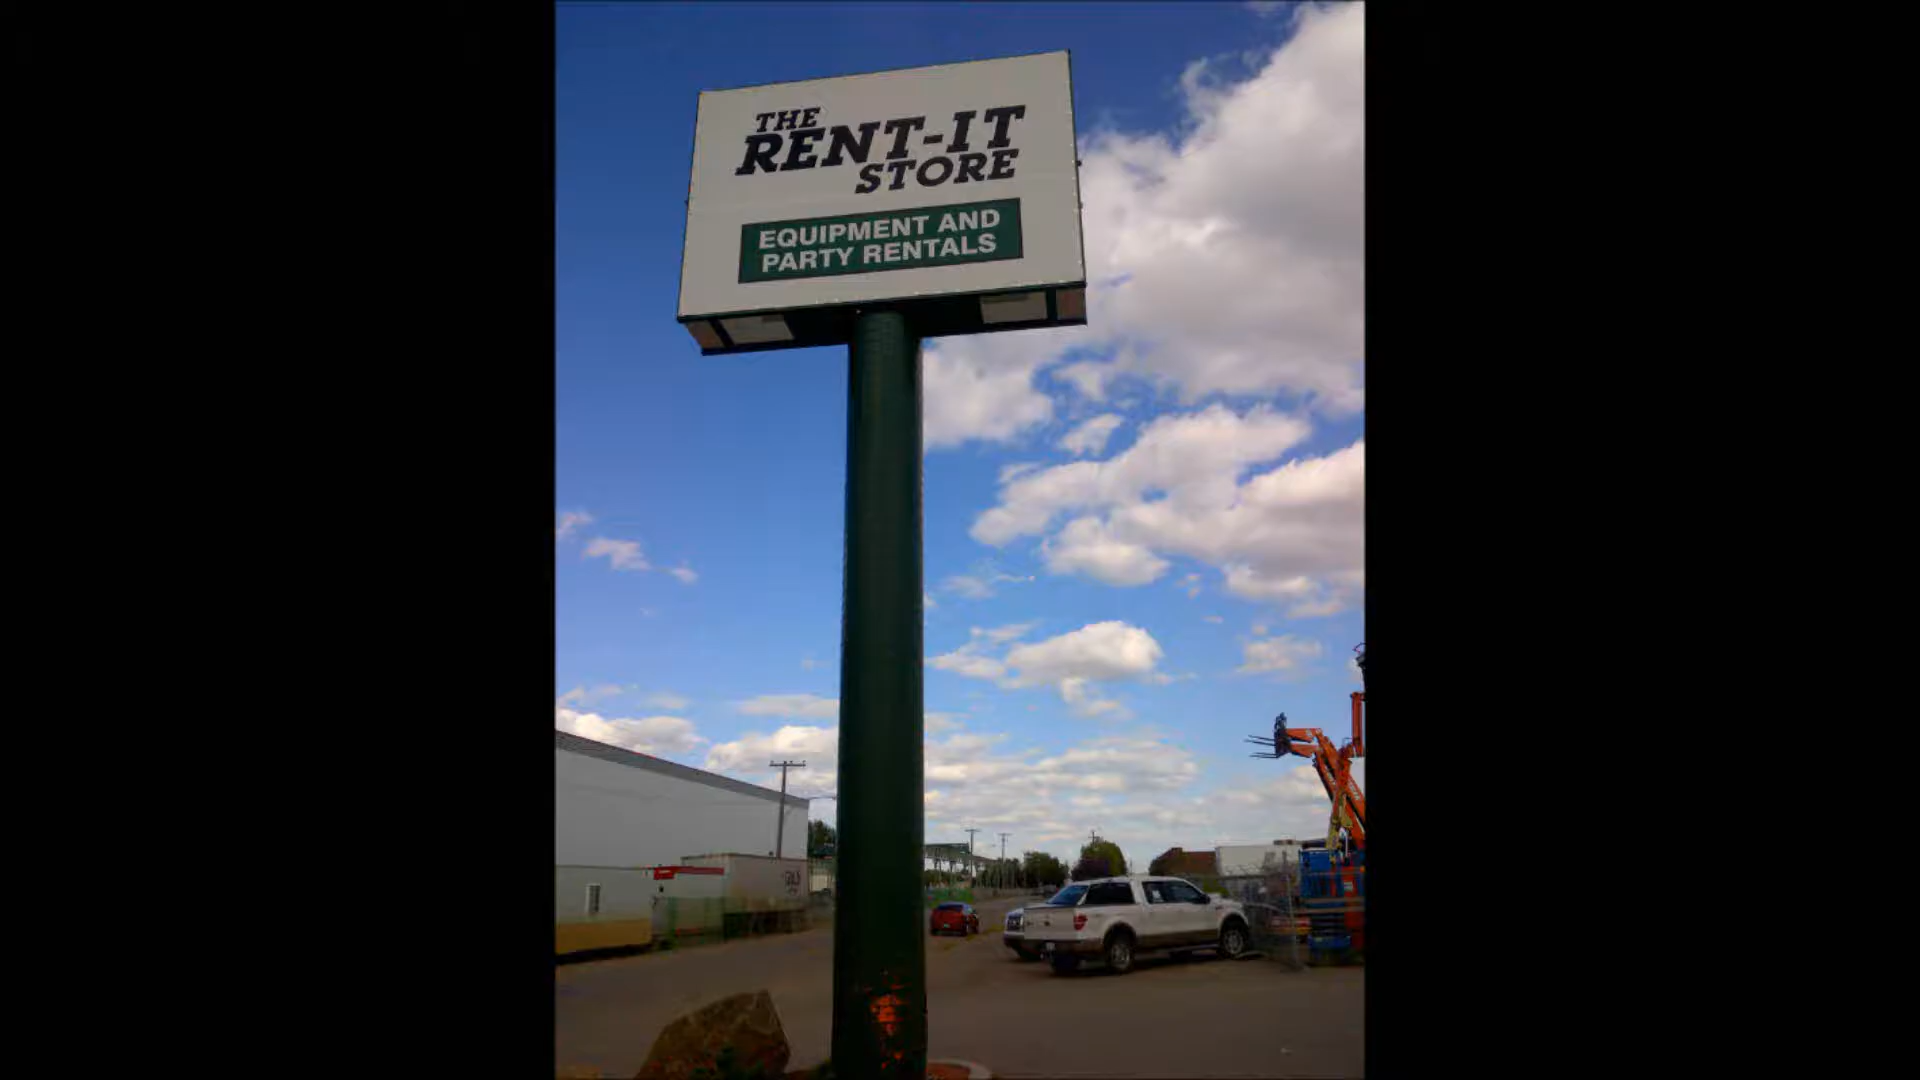 THE
RENT-IT
STORE
EQUIPMENT AND
PARTY RENTALS